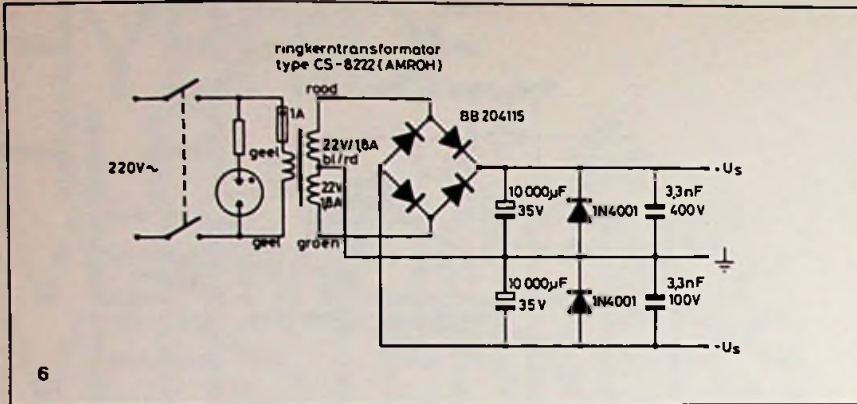 ringkerntransformator
type CS-8222 (AMROH)
rood
1A
BB 204115
220V~
geel
22V/1,8A
bl/rd
22V
1,8A
geel
groen
10 000µF
35V
1N4001
3,3nF
400V
-Us
10 000µF
35V
1N4001
3,3nF
100V
-Us
6